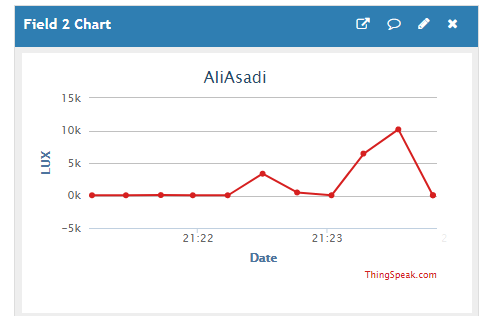 Field 2 Chart
AliAsadi
15k
10k
5k
0k
-5k
LUX
21:22 21:23
Date
ThingSpeak.com